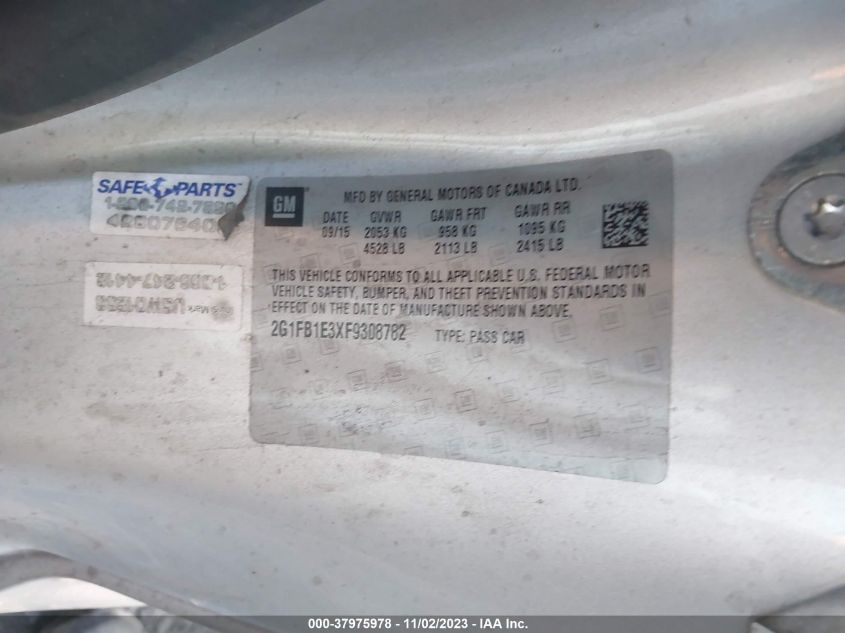 SAFE PARTS
GM
MFD BY GENERAL MOTORS OF CANADA LTD.
DATE GVWR GAWR FRT GAWR RR
09/15 2053 KG 958 KG 1095 KG
4528 LB 2113 LB 2415 LB
THIS VEHICLE CONFORMS TO ALL APPLICABLE U.S. FEDERAL MOTOR
VEHICLE SAFETY, BUMPER, AND THEFT PREVENTION STANDARDS IN
EFFECT ON THE DATE OF MANUFACTURE SHOWN ABOVE.
2G1FB1E3XF9308782 TYPE: PASS CAR
000-37975978 - 11/02/2023 - IAA Inc.